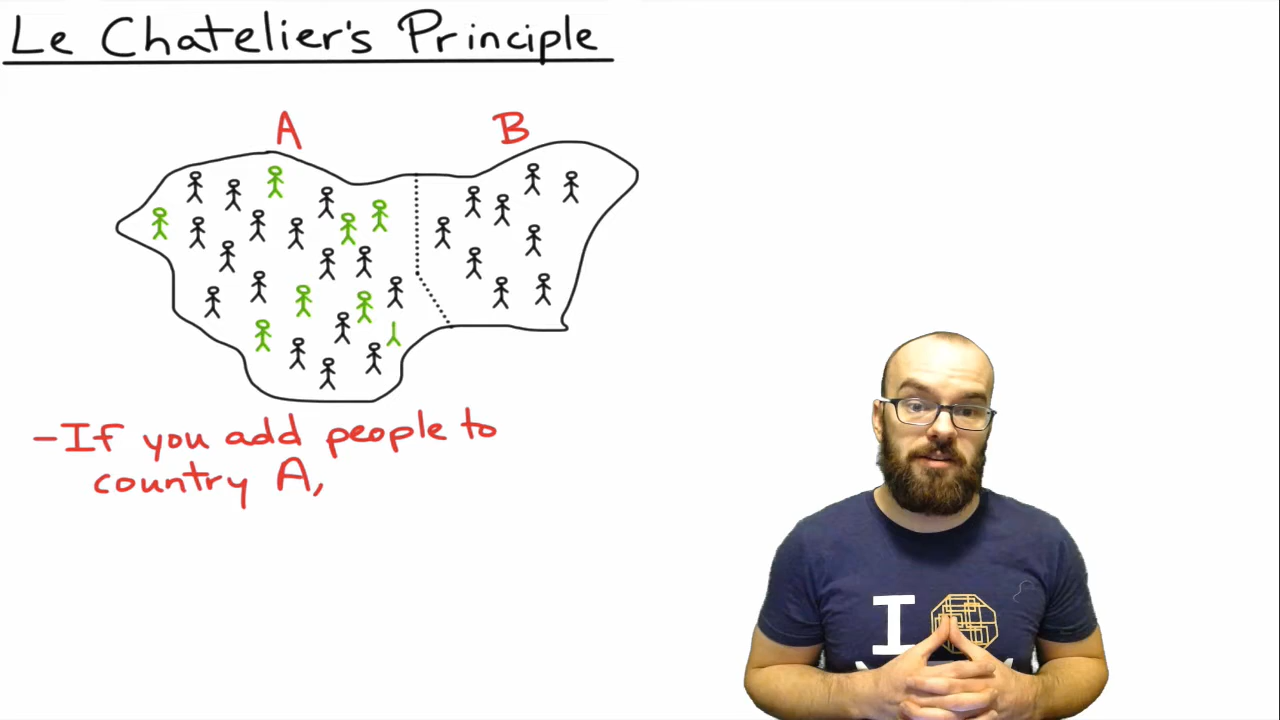 Le Chatelier's Principle
A
B
-If you add people to
country A,
I